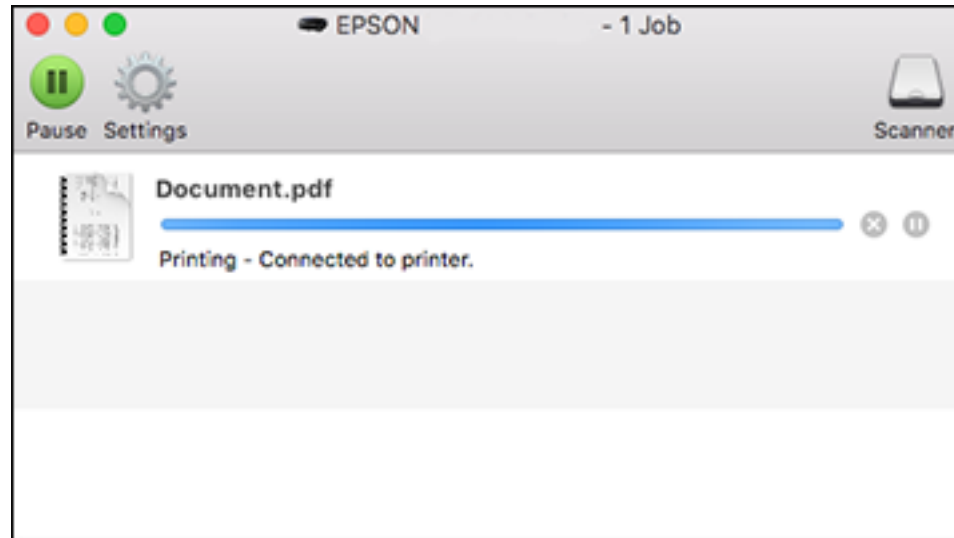 EPSON - 1 Job
Pause Settings Scanner
Document.pdf
Printing - Connected to printer.